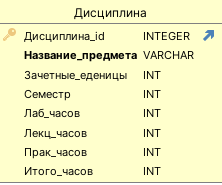 Дисциплина
Дисциплина_id INTEGER
Название_предмета VARCHAR
Зачетные_еденицы INT
Семестр INT
Лаб_часов INT
Лекц_часов INT
Прак_часов INT
Итого_часов INT